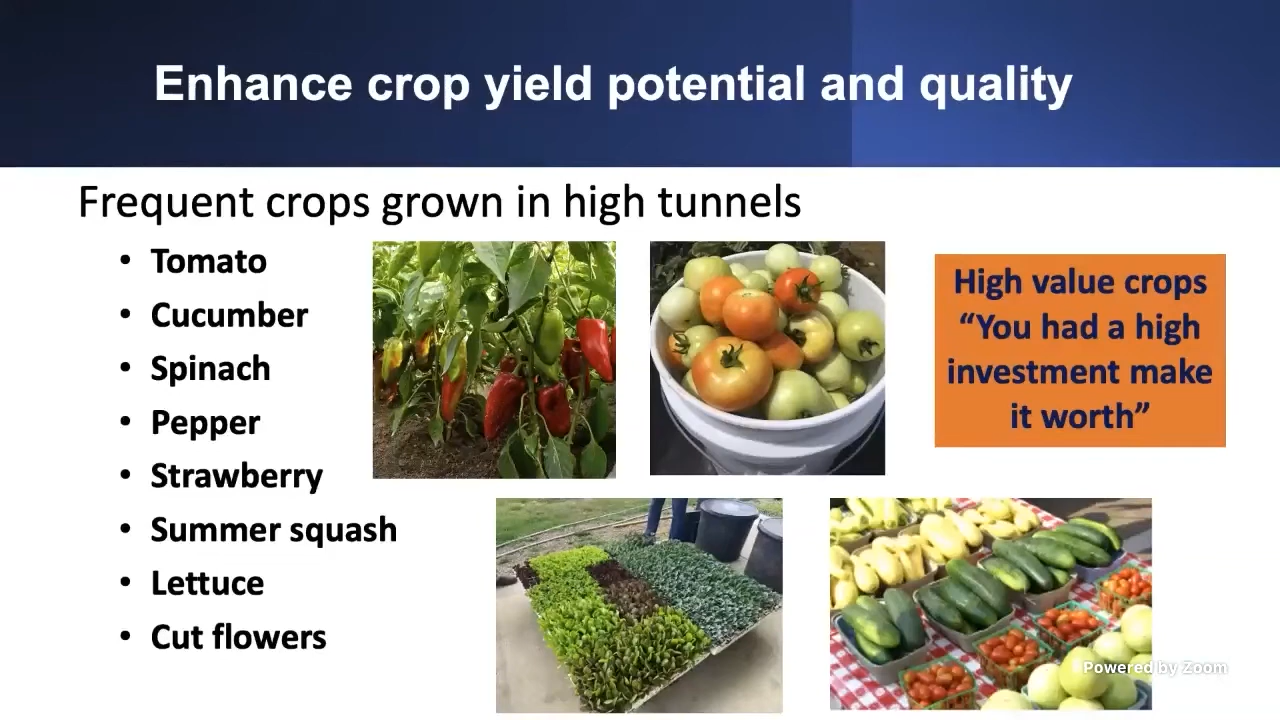 Enhance crop yield potential and quality
Frequent crops grown in high tunnels
• Tomato
• Cucumber
• Spinach
• Pepper
• Strawberry
• Summer squash
• Lettuce
• Cut flowers
High value crops
“You had a high
investment make
it worth”
Powered by Zoom